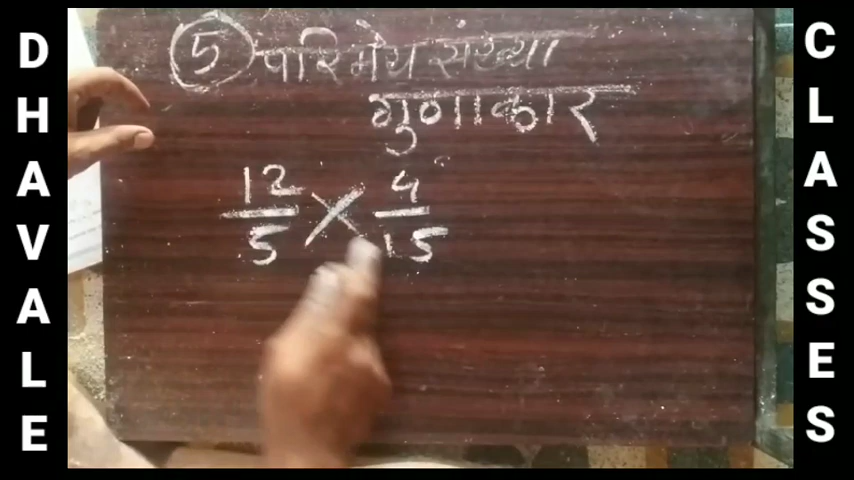 DHAVALE
5 परिमेय संख्या
गुणाकार
12/5 × 4/15
CLASSES